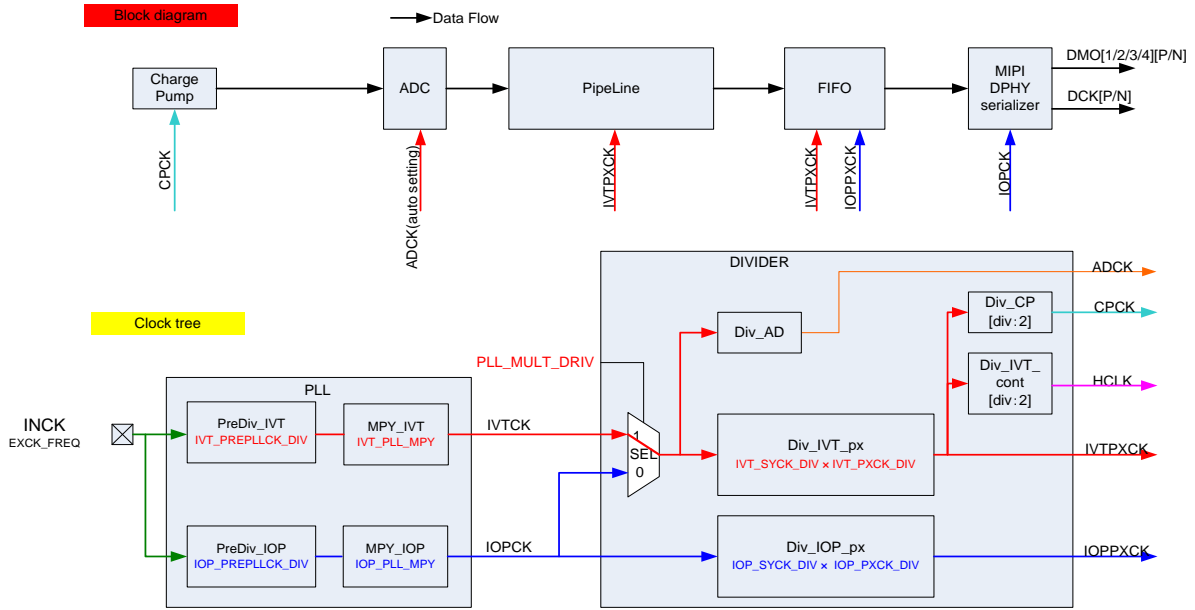 Block diagram
Data Flow
Charge
Pump
ADC
PipeLine
FIFO
MIPI
DPHY
serializer
DMO[1/2/3/4][P/N]
DCK[P/N]
CPCK
ADCK(auto setting)
IVTPXCK
IVTPXCK
IOPPXCK
IOPCK
Clock tree
DIVIDER
ADCK
Div_AD
Div_CP
[div:2]
CPCK
PLL_MULT_DRIV
Div_IVT_
cont
[div:2]
HCLK
PLL
INCK
EXCK_FREQ
PreDiv_IVT
IVT_PREPLLCK_DIV
MPY_IVT
IVT_PLL_MPY
IVTCK
1
SEL
0
Div_IVT_px
IVT_SYCK_DIV × IVT_PXCK_DIV
IVTPXCK
PreDiv_IOP
IOP_PREPLLCK_DIV
MPY_IOP
IOP_PLL_MPY
IOPCK
Div_IOP_px
IOP_SYCK_DIV × IOP_PXCK_DIV
IOPPXCK